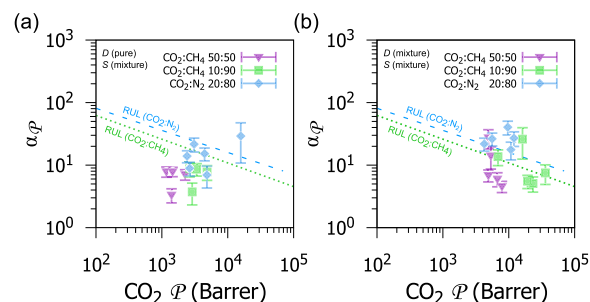 (a)
D (pure)
S (mixture)
CO₂:CH₄ 50:50
CO₂:CH₄ 10:90
CO₂:N₂ 20:80
RUL (CO₂:N₂)
RUL (CO₂:CH₄)
α𝒫
10³
10²
10¹
10⁰
10² 10³ 10⁴ 10⁵
CO₂ 𝒫 (Barrer)
(b)
D (mixture)
S (mixture)
CO₂:CH₄ 50:50
CO₂:CH₄ 10:90
CO₂:N₂ 20:80
RUL (CO₂:N₂)
RUL (CO₂:CH₄)
α𝒫
10³
10²
10¹
10⁰
10² 10³ 10⁴ 10⁵
CO₂ 𝒫 (Barrer)